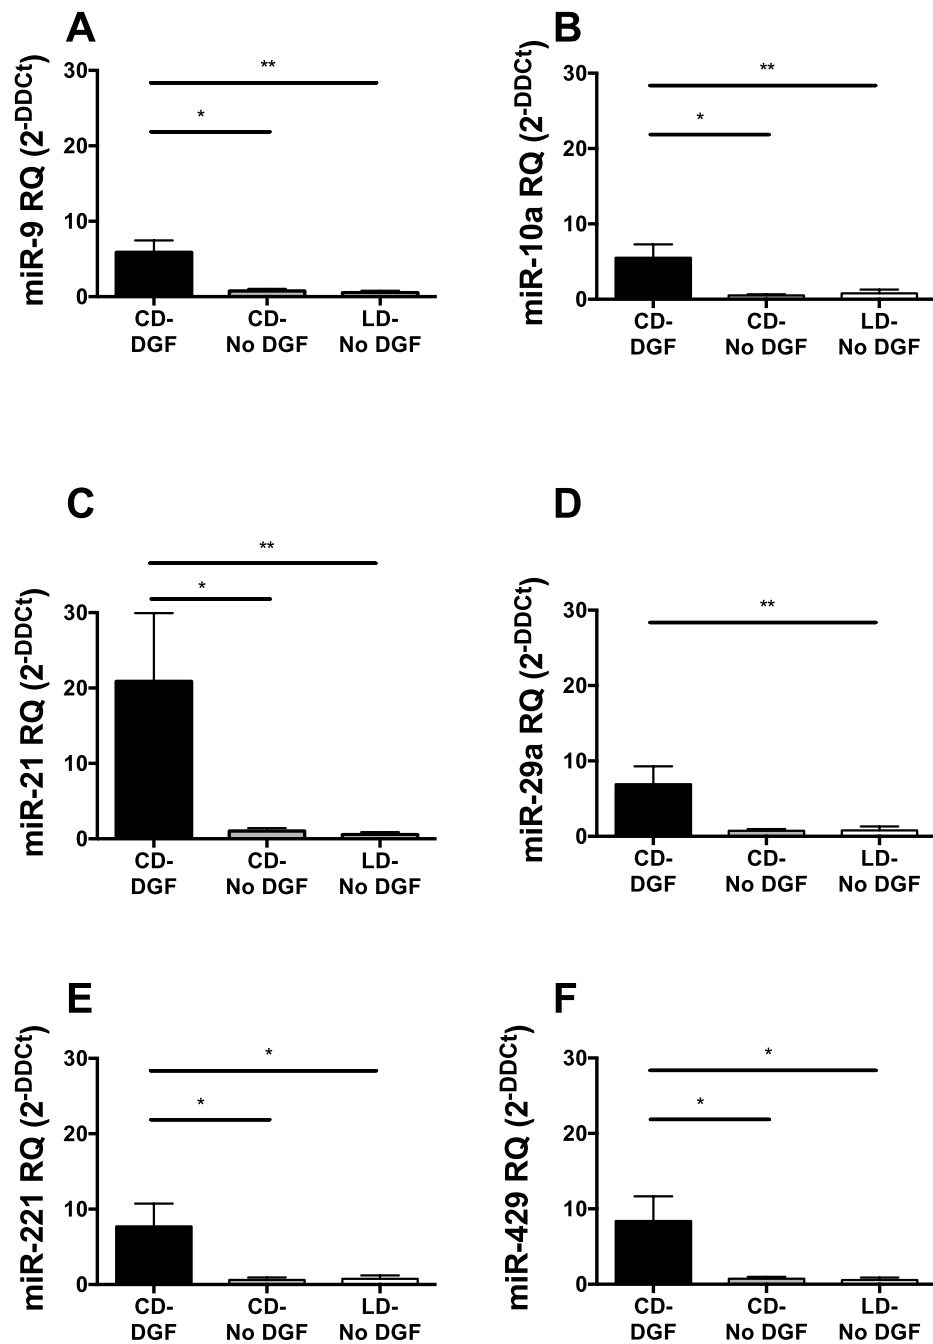 A
miR-9 RQ (2-DDCt)
30
20
10
0
**
*
CD-
DGF
CD-
No DGF
LD-
No DGF
B
miR-10a RQ (2-DDCt)
30
20
10
0
**
*
CD-
DGF
CD-
No DGF
LD-
No DGF
C
miR-21 RQ (2-DDCt)
30
20
10
0
**
*
CD-
DGF
CD-
No DGF
LD-
No DGF
D
miR-29a RQ (2-DDCt)
30
20
10
0
**
CD-
DGF
CD-
No DGF
LD-
No DGF
E
miR-221 RQ (2-DDCt)
30
20
10
0
*
*
CD-
DGF
CD-
No DGF
LD-
No DGF
F
miR-429 RQ (2-DDCt)
30
20
10
0
*
*
CD-
DGF
CD-
No DGF
LD-
No DGF